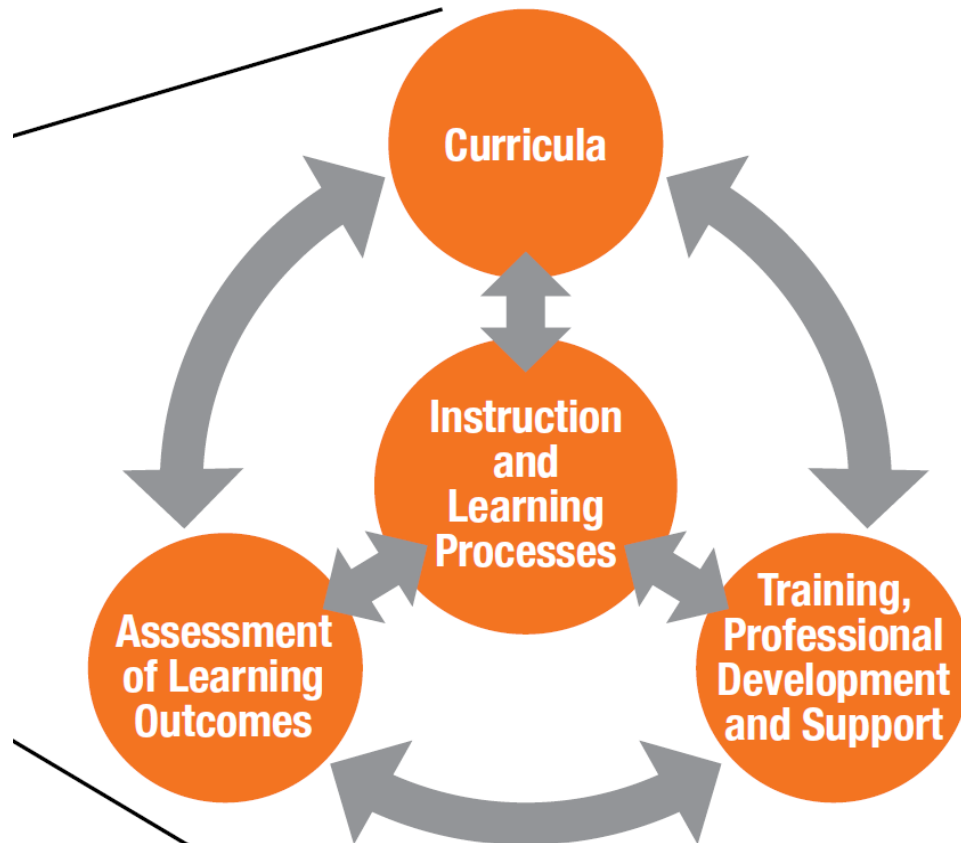 Curricula
Instruction
and
Learning
Processes
Assessment
of Learning
Outcomes
Training,
Professional
Development
and Support